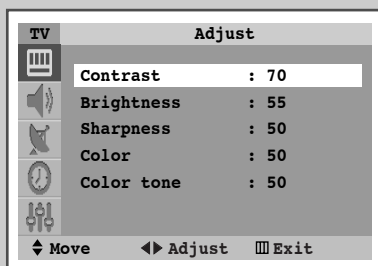 TV Adjust
Contrast : 70
Brightness : 55
Sharpness : 50
Color : 50
Color tone : 50
Move Adjust Exit